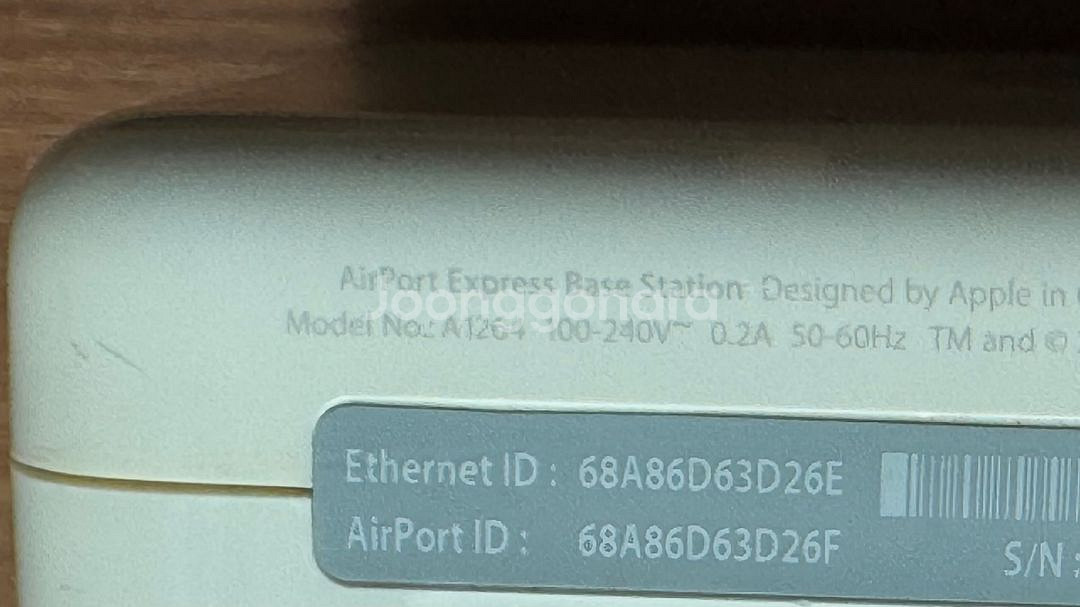 AirPort Express Base Station Designed by Apple in
Joonggonara
Model No.: A1264 100-240V~ 0.2A 50-60Hz TM and ©
Ethernet ID : 68A86D63D26E
AirPort ID : 68A86D63D26F
S/N :